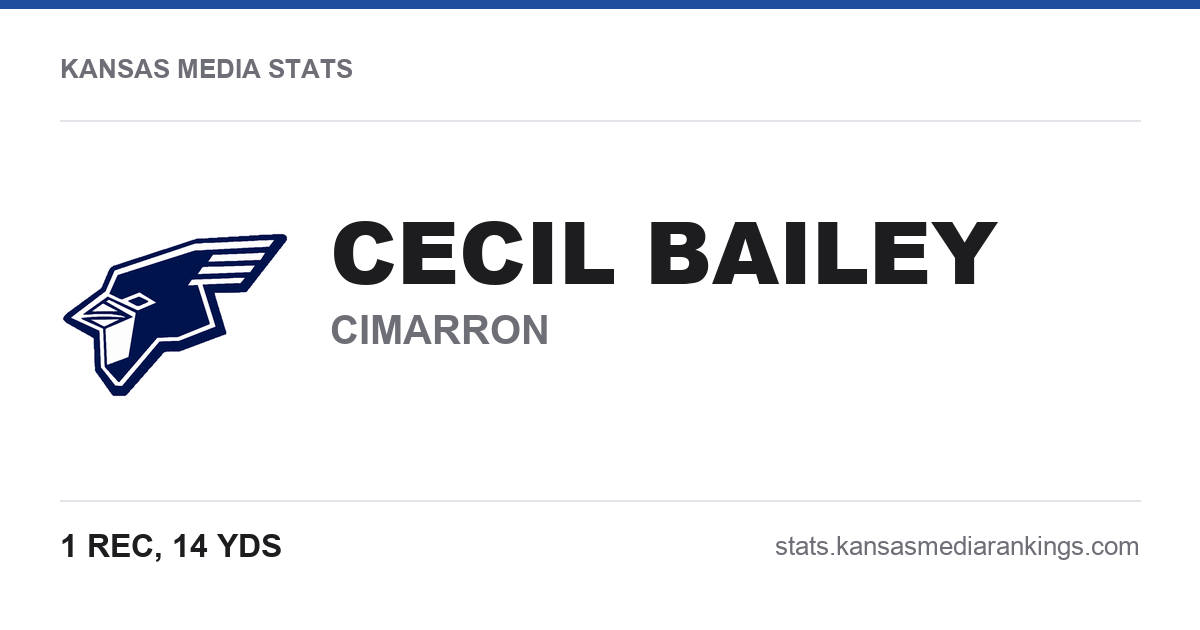 KANSAS MEDIA STATS
CECIL BAILEY
CIMARRON
1 REC, 14 YDS
stats.kansasmediarankings.com